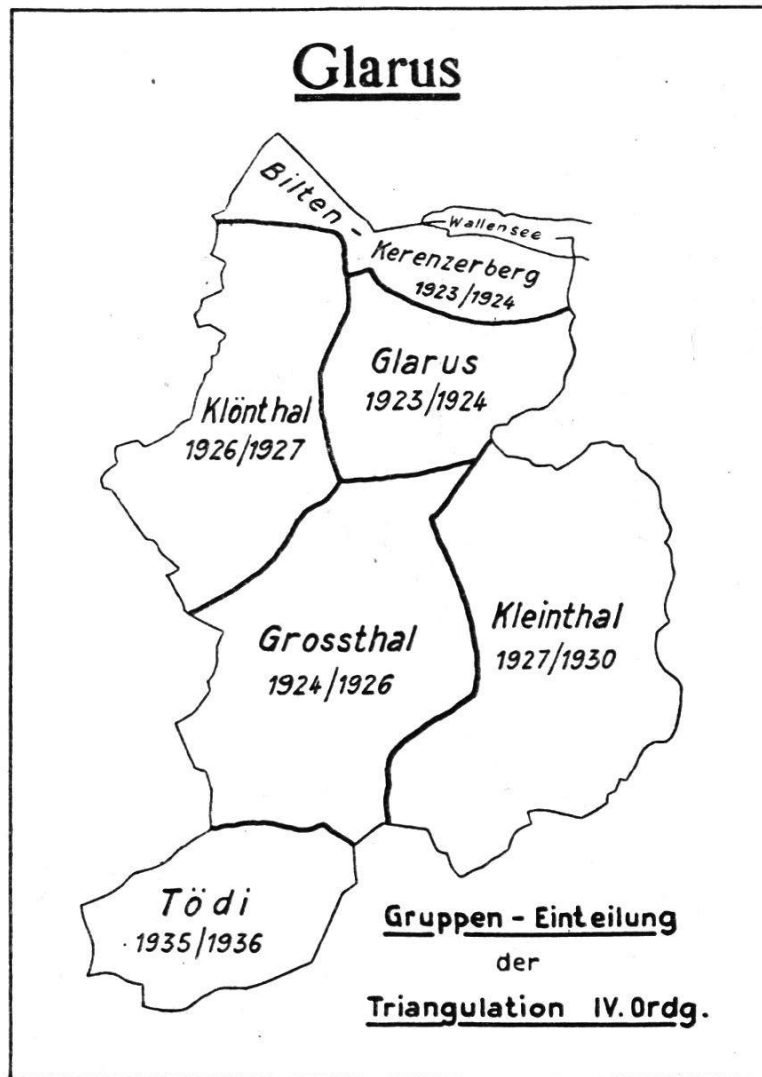 Glarus
Bilten -
Wallensee
Kerenzerberg
1923/1924
Glarus
1923/1924
Klönthal
1926/1927
Kleinthal
1927/1930
Grossthal
1924/1926
Tödi
1935/1936
Gruppen - Einteilung
der
Triangulation IV. Ordg.